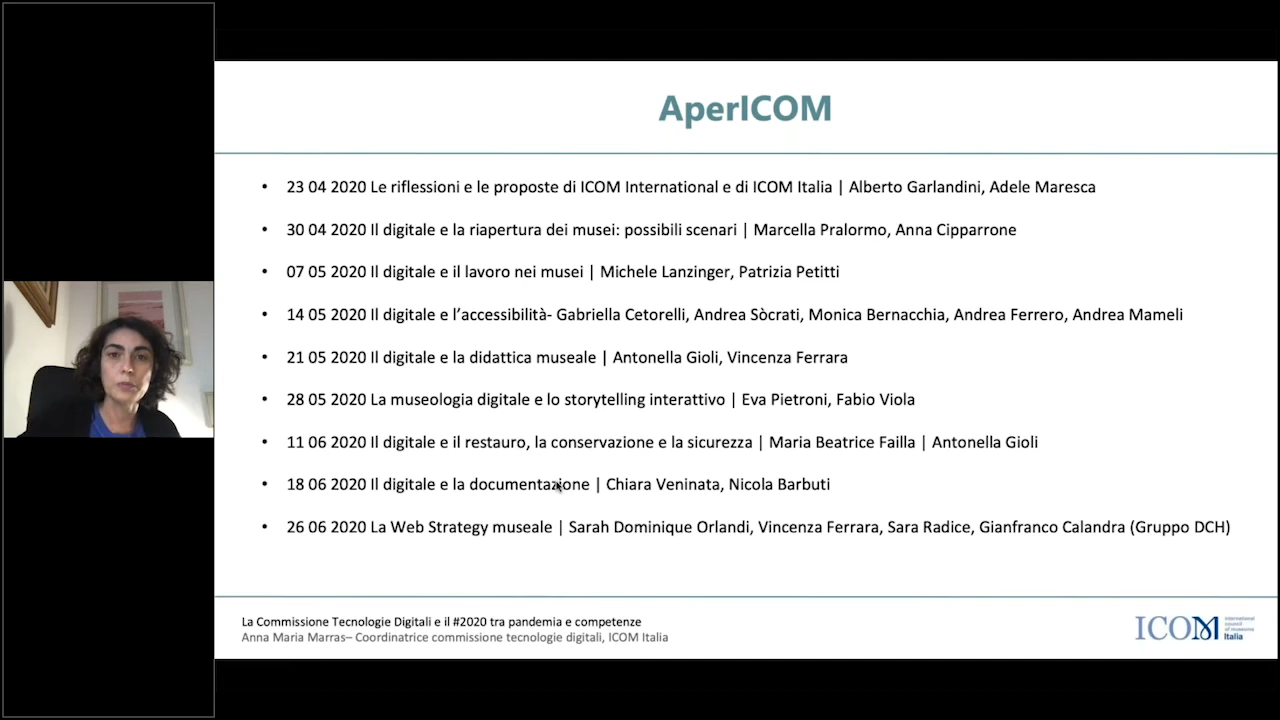 AperICOM
• 23 04 2020 Le riflessioni e le proposte di ICOM International e di ICOM Italia | Alberto Garlandini, Adele Maresca
• 30 04 2020 Il digitale e la riapertura dei musei: possibili scenari | Marcella Pralormo, Anna Cipparrone
• 07 05 2020 Il digitale e il lavoro nei musei | Michele Lanzinger, Patrizia Petitti
• 14 05 2020 Il digitale e l’accessibilità- Gabriella Cetorelli, Andrea Sòcrati, Monica Bernacchia, Andrea Ferrero, Andrea Mameli
• 21 05 2020 Il digitale e la didattica museale | Antonella Gioli, Vincenza Ferrara
• 28 05 2020 La museologia digitale e lo storytelling interattivo | Eva Pietroni, Fabio Viola
• 11 06 2020 Il digitale e il restauro, la conservazione e la sicurezza | Maria Beatrice Failla | Antonella Gioli
• 18 06 2020 Il digitale e la documentazione | Chiara Veninata, Nicola Barbuti
• 26 06 2020 La Web Strategy museale | Sarah Dominique Orlandi, Vincenza Ferrara, Sara Radice, Gianfranco Calandra (Gruppo DCH)
La Commissione Tecnologie Digitali e il #2020 tra pandemia e competenze
Anna Maria Marras– Coordinatrice commissione tecnologie digitali, ICOM Italia
ICOM
international
council
of museums
Italia